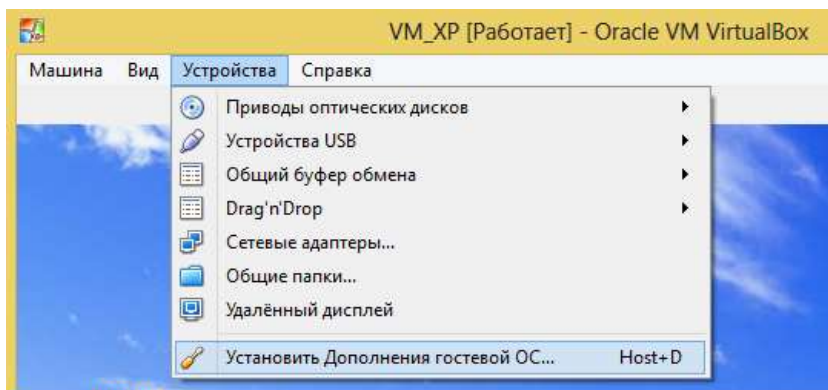 VM_XP [Работает] - Oracle VM VirtualBox
Машина Вид Устройства Справка
Приводы оптических дисков
Устройства USB
Общий буфер обмена
Drag'n'Drop
Сетевые адаптеры...
Общие папки...
Удалённый дисплей
Установить Дополнения гостевой ОС... Host+D